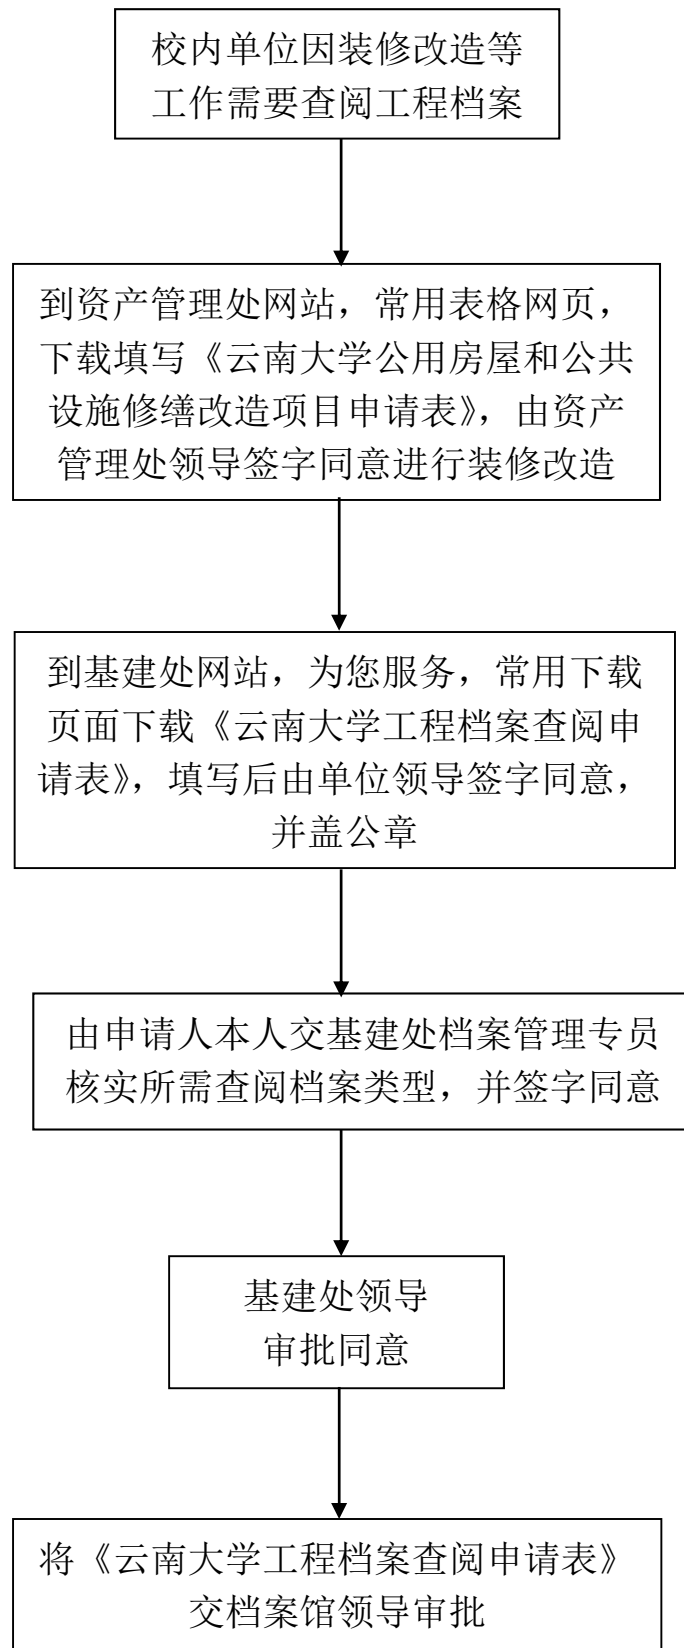 校内单位因装修改造等
工作需要查阅工程档案
到资产管理处网站，常用表格网页，
下载填写《云南大学公用房屋和公共
设施修缮改造项目申请表》，由资产
管理处领导签字同意进行装修改造
到基建处网站，为您服务，常用下载
页面下载《云南大学工程档案查阅申
请表》，填写后由单位领导签字同意，
并盖公章
由申请人本人交基建处档案管理专员
核实所需查阅档案类型，并签字同意
基建处领导
审批同意
将《云南大学工程档案查阅申请表》
交档案馆领导审批